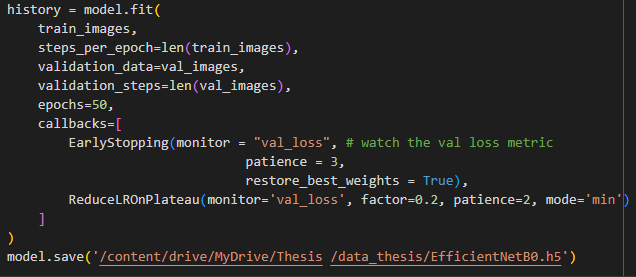 history = model.fit(
    train_images,
    steps_per_epoch=len(train_images),
    validation_data=val_images,
    validation_steps=len(val_images),
    epochs=50,
    callbacks=[
        EarlyStopping(monitor = "val_loss", # watch the val loss metric
                               patience = 3,
                               restore_best_weights = True),
        ReduceLROnPlateau(monitor='val_loss', factor=0.2, patience=2, mode='min')
    ]
)
model.save('/content/drive/MyDrive/Thesis /data_thesis/EfficientNetB0.h5')